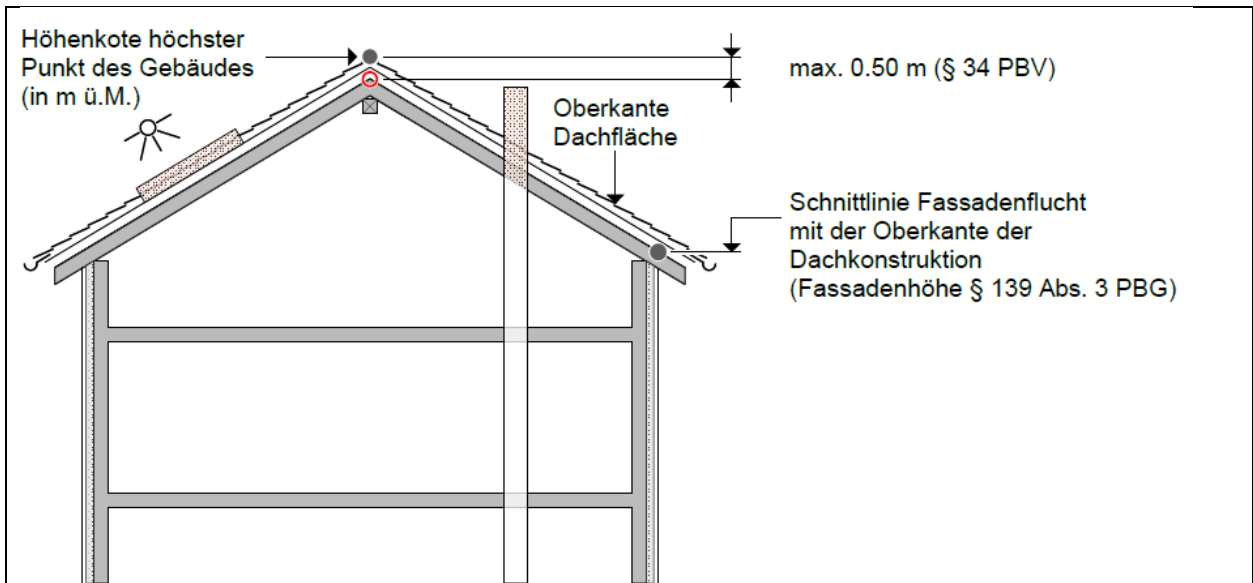 Höhenkote höchster
Punkt des Gebäudes
(in m ü.M.)
max. 0.50 m (§ 34 PBV)
Oberkante
Dachfläche
Schnittlinie Fassadenflucht
mit der Oberkante der
Dachkonstruktion
(Fassadenhöhe § 139 Abs. 3 PBG)